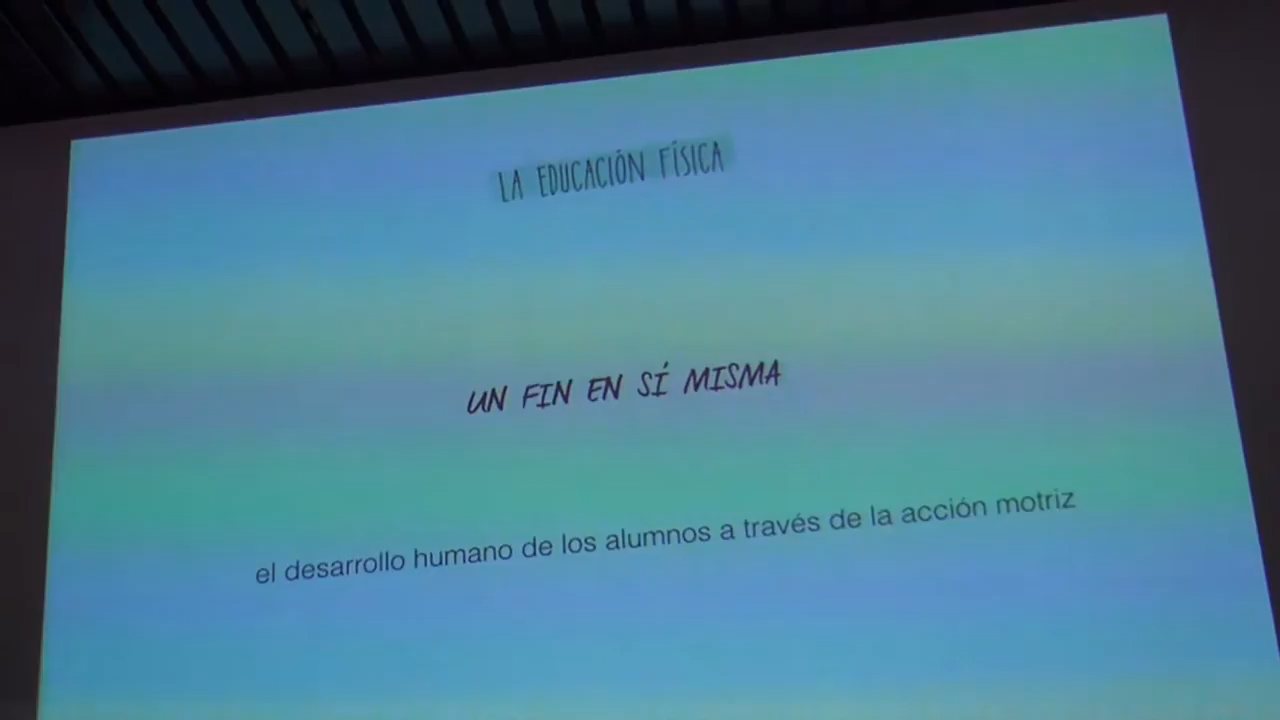 LA EDUCACIÓN FÍSICA
UN FIN EN SÍ MISMA
el desarrollo humano de los alumnos a través de la acción motriz